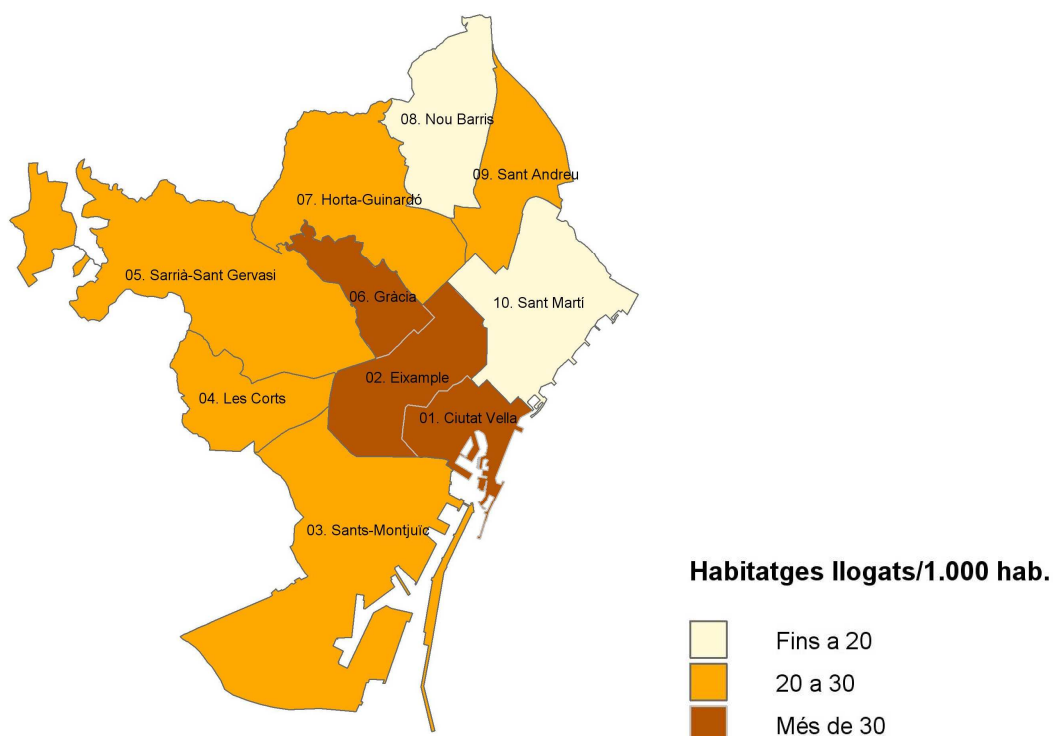 08. Nou Barris
09. Sant Andreu
07. Horta-Guinardó
05. Sarrià-Sant Gervasi
06. Gràcia
10. Sant Martí
02. Eixample
04. Les Corts
01. Ciutat Vella
03. Sants-Montjuïc
Habitatges llogats/1.000 hab.
Fins a 20
20 a 30
Més de 30